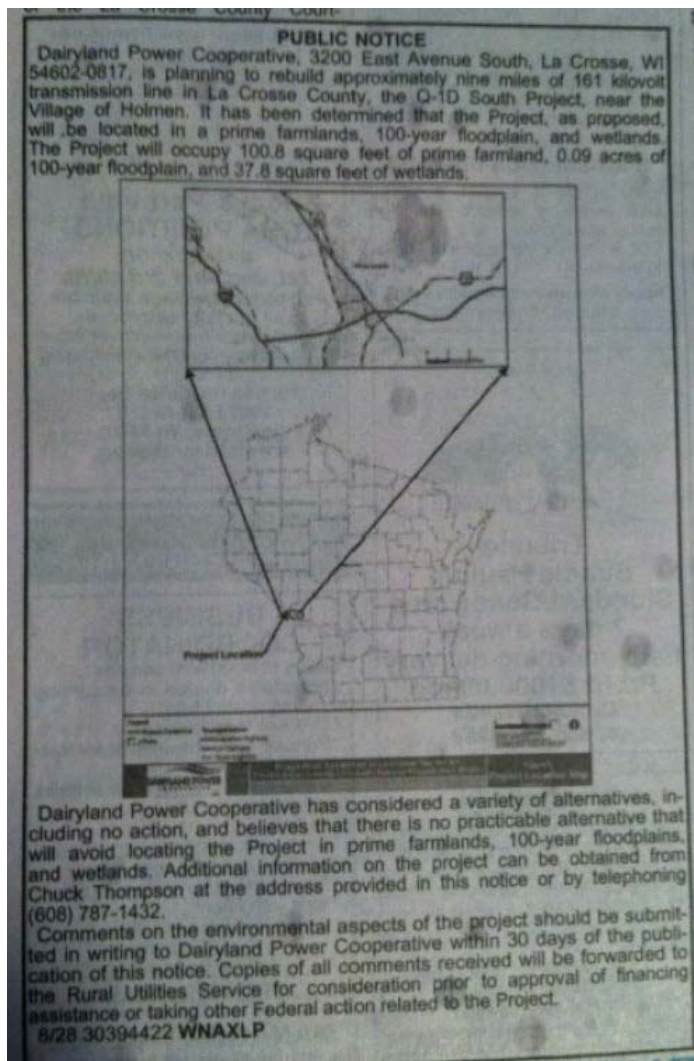 of the La Crosse County Court-
PUBLIC NOTICE
Dairyland Power Cooperative, 3200 East Avenue South, La Crosse, WI
54602-0817, is planning to rebuild approximately nine miles of 161 kilovolt
transmission line in La Crosse County, the Q-1D South Project, near the
Village of Holmen. It has been determined that the Project, as proposed,
will be located in a prime farmlands, 100-year floodplain, and wetlands.
The Project will occupy 100.8 square feet of prime farmland, 0.09 acres of
100-year floodplain, and 37.8 square feet of wetlands.
Project Location
Dairyland Power Cooperative has considered a variety of alternatives, in-
cluding no action, and believes that there is no practicable alternative that
will avoid locating the Project in prime farmlands, 100-year floodplains,
and wetlands. Additional information on the project can be obtained from
Chuck Thompson at the address provided in this notice or by telephoning
(608) 787-1432.
Comments on the environmental aspects of the project should be submit-
ted in writing to Dairyland Power Cooperative within 30 days of the publi-
cation of this notice. Copies of all comments received will be forwarded to
the Rural Utilities Service for consideration prior to approval of financing
assistance or taking other Federal action related to the Project.
8/28 30394422 WNAXLP